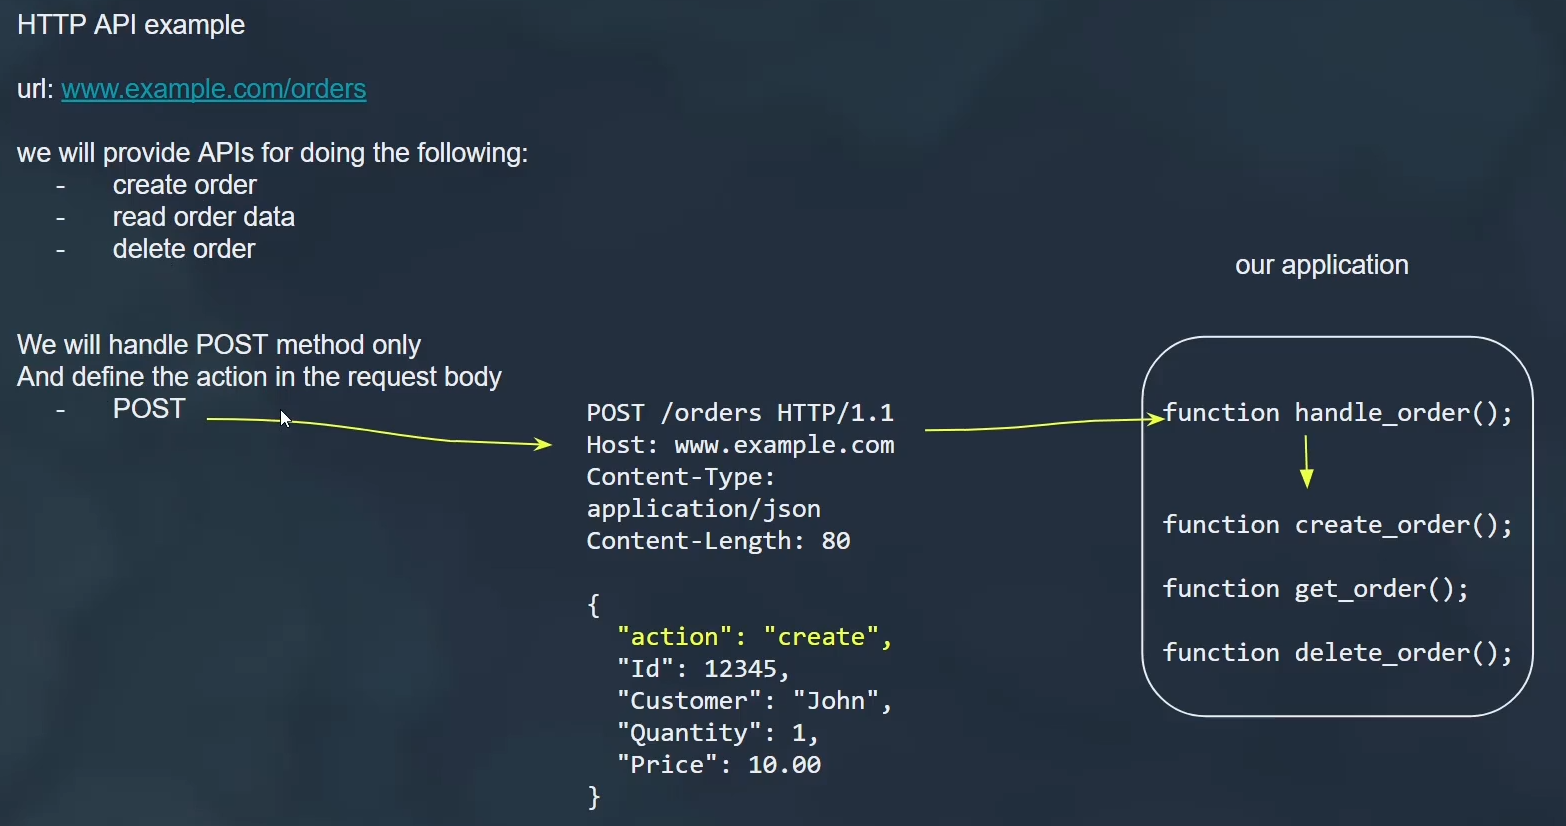 HTTP API example
url: www.example.com/orders
we will provide APIs for doing the following:
- create order
- read order data
- delete order
We will handle POST method only
And define the action in the request body
- POST
POST /orders HTTP/1.1
Host: www.example.com
Content-Type:
application/json
Content-Length: 80
{
"action": "create",
"Id": 12345,
"Customer": "John",
"Quantity": 1,
"Price": 10.00
}
our application
function handle_order();
function create_order();
function get_order();
function delete_order();